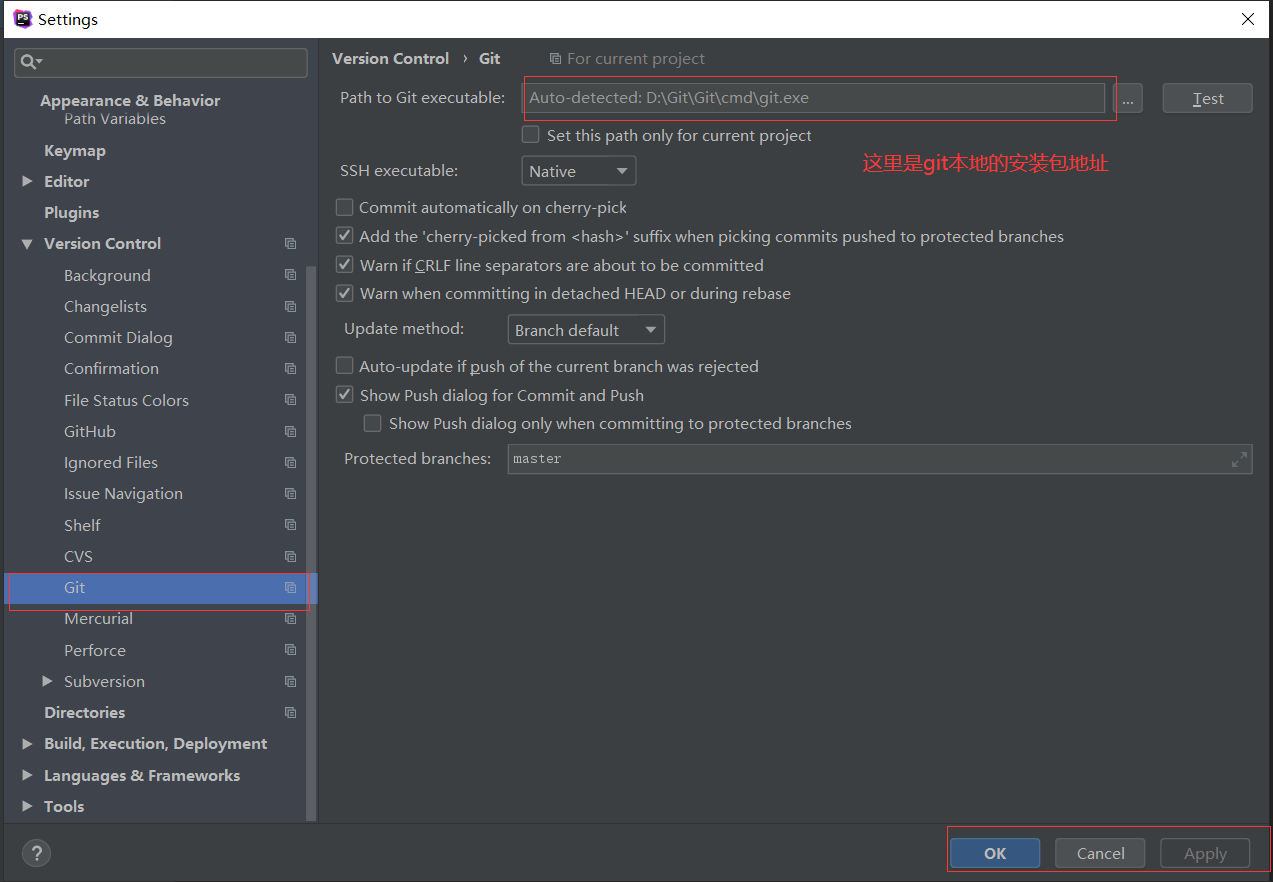 PS Settings
Appearance & Behavior
Path Variables
Keymap
Editor
Plugins
Version Control
Background
Changelists
Commit Dialog
Confirmation
File Status Colors
GitHub
Ignored Files
Issue Navigation
Shelf
CVS
Git
Mercurial
Perforce
Subversion
Directories
Build, Execution, Deployment
Languages & Frameworks
Tools
Version Control › Git For current project
Path to Git executable: Auto-detected: D:\Git\Git\cmd\git.exe ... Test
Set this path only for current project
这里是git本地的安装包地址
SSH executable: Native
Commit automatically on cherry-pick
Add the 'cherry-picked from <hash>' suffix when picking commits pushed to protected branches
Warn if CRLF line separators are about to be committed
Warn when committing in detached HEAD or during rebase
Update method: Branch default
Auto-update if push of the current branch was rejected
Show Push dialog for Commit and Push
Show Push dialog only when committing to protected branches
Protected branches: master
? OK Cancel Apply